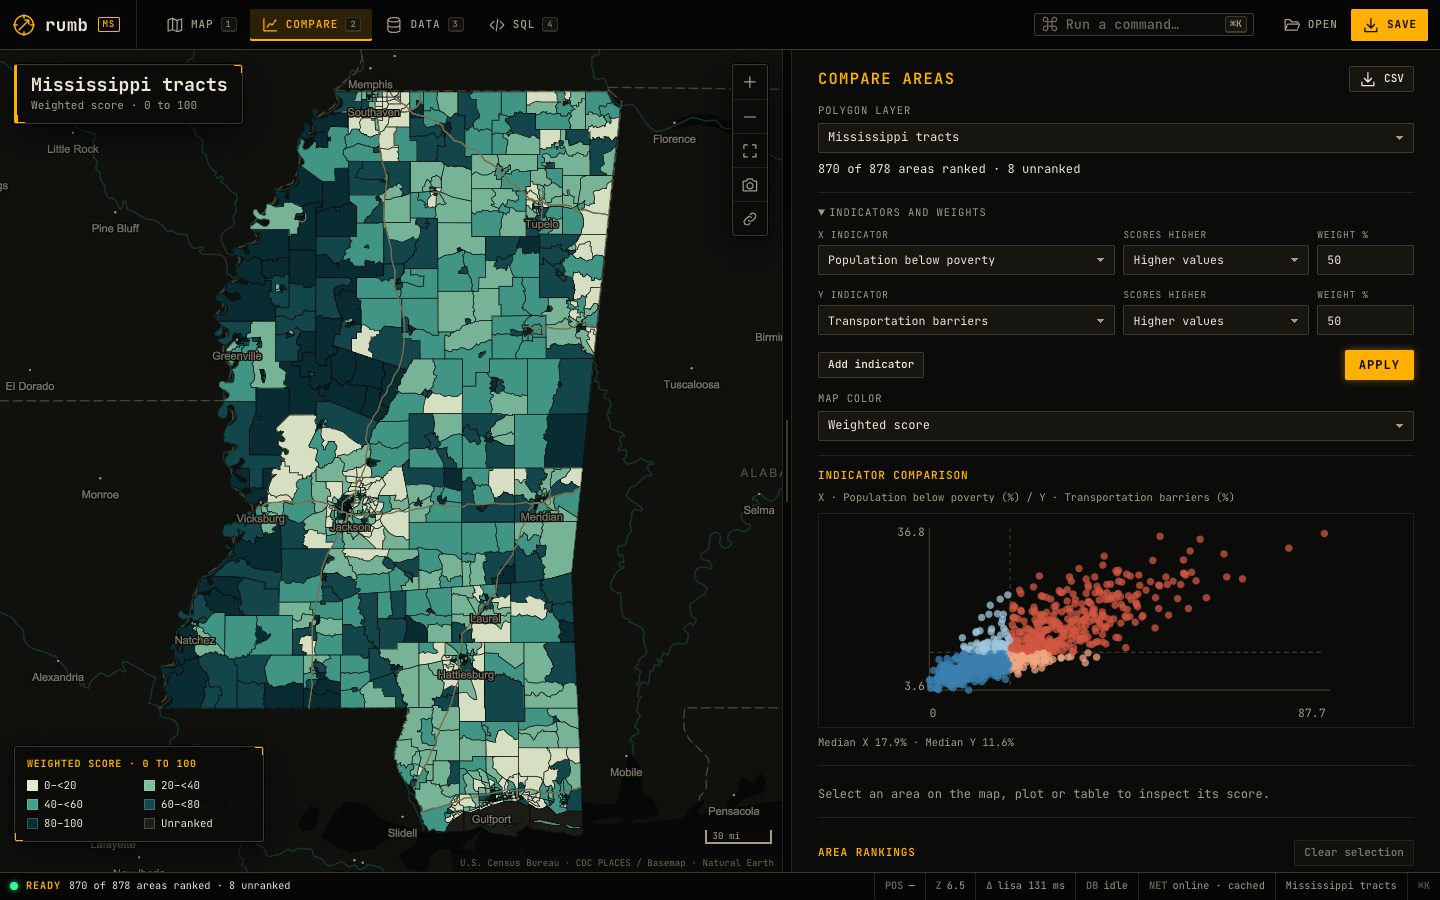 rumb MS
MAP 1
COMPARE 2
DATA 3
SQL 4
Run a command… ⌘K
OPEN
SAVE
Mississippi tracts
Weighted score · 0 to 100
Memphis
Southaven
Little Rock
Florence
Pine Bluff
Tupelo
Greenville
El Dorado
Tuscaloosa
Monroe
Selma
Vicksburg
Jackson
Meridian
Natchez
Laurel
Alexandria
Hattiesburg
Mobile
Pensacola
Gulfport
Slidell
Lafayette
WEIGHTED SCORE · 0 TO 100
0–<20
20–<40
40–<60
60–<80
80–100
Unranked
30 mi
U.S. Census Bureau · CDC PLACES / Basemap · Natural Earth
COMPARE AREAS
CSV
POLYGON LAYER
Mississippi tracts
870 of 878 areas ranked · 8 unranked
▼ INDICATORS AND WEIGHTS
X INDICATOR
SCORES HIGHER
WEIGHT %
Population below poverty
Higher values
50
Y INDICATOR
SCORES HIGHER
WEIGHT %
Transportation barriers
Higher values
50
Add indicator
APPLY
MAP COLOR
Weighted score
INDICATOR COMPARISON
X · Population below poverty (%) / Y · Transportation barriers (%)
36.8
3.6
0
87.7
Median X 17.9% · Median Y 11.6%
Select an area on the map, plot or table to inspect its score.
AREA RANKINGS
Clear selection
READY 870 of 878 areas ranked · 8 unranked
POS —
Z 6.5
Δ lisa 131 ms
DB idle
NET online · cached
Mississippi tracts
⌘K